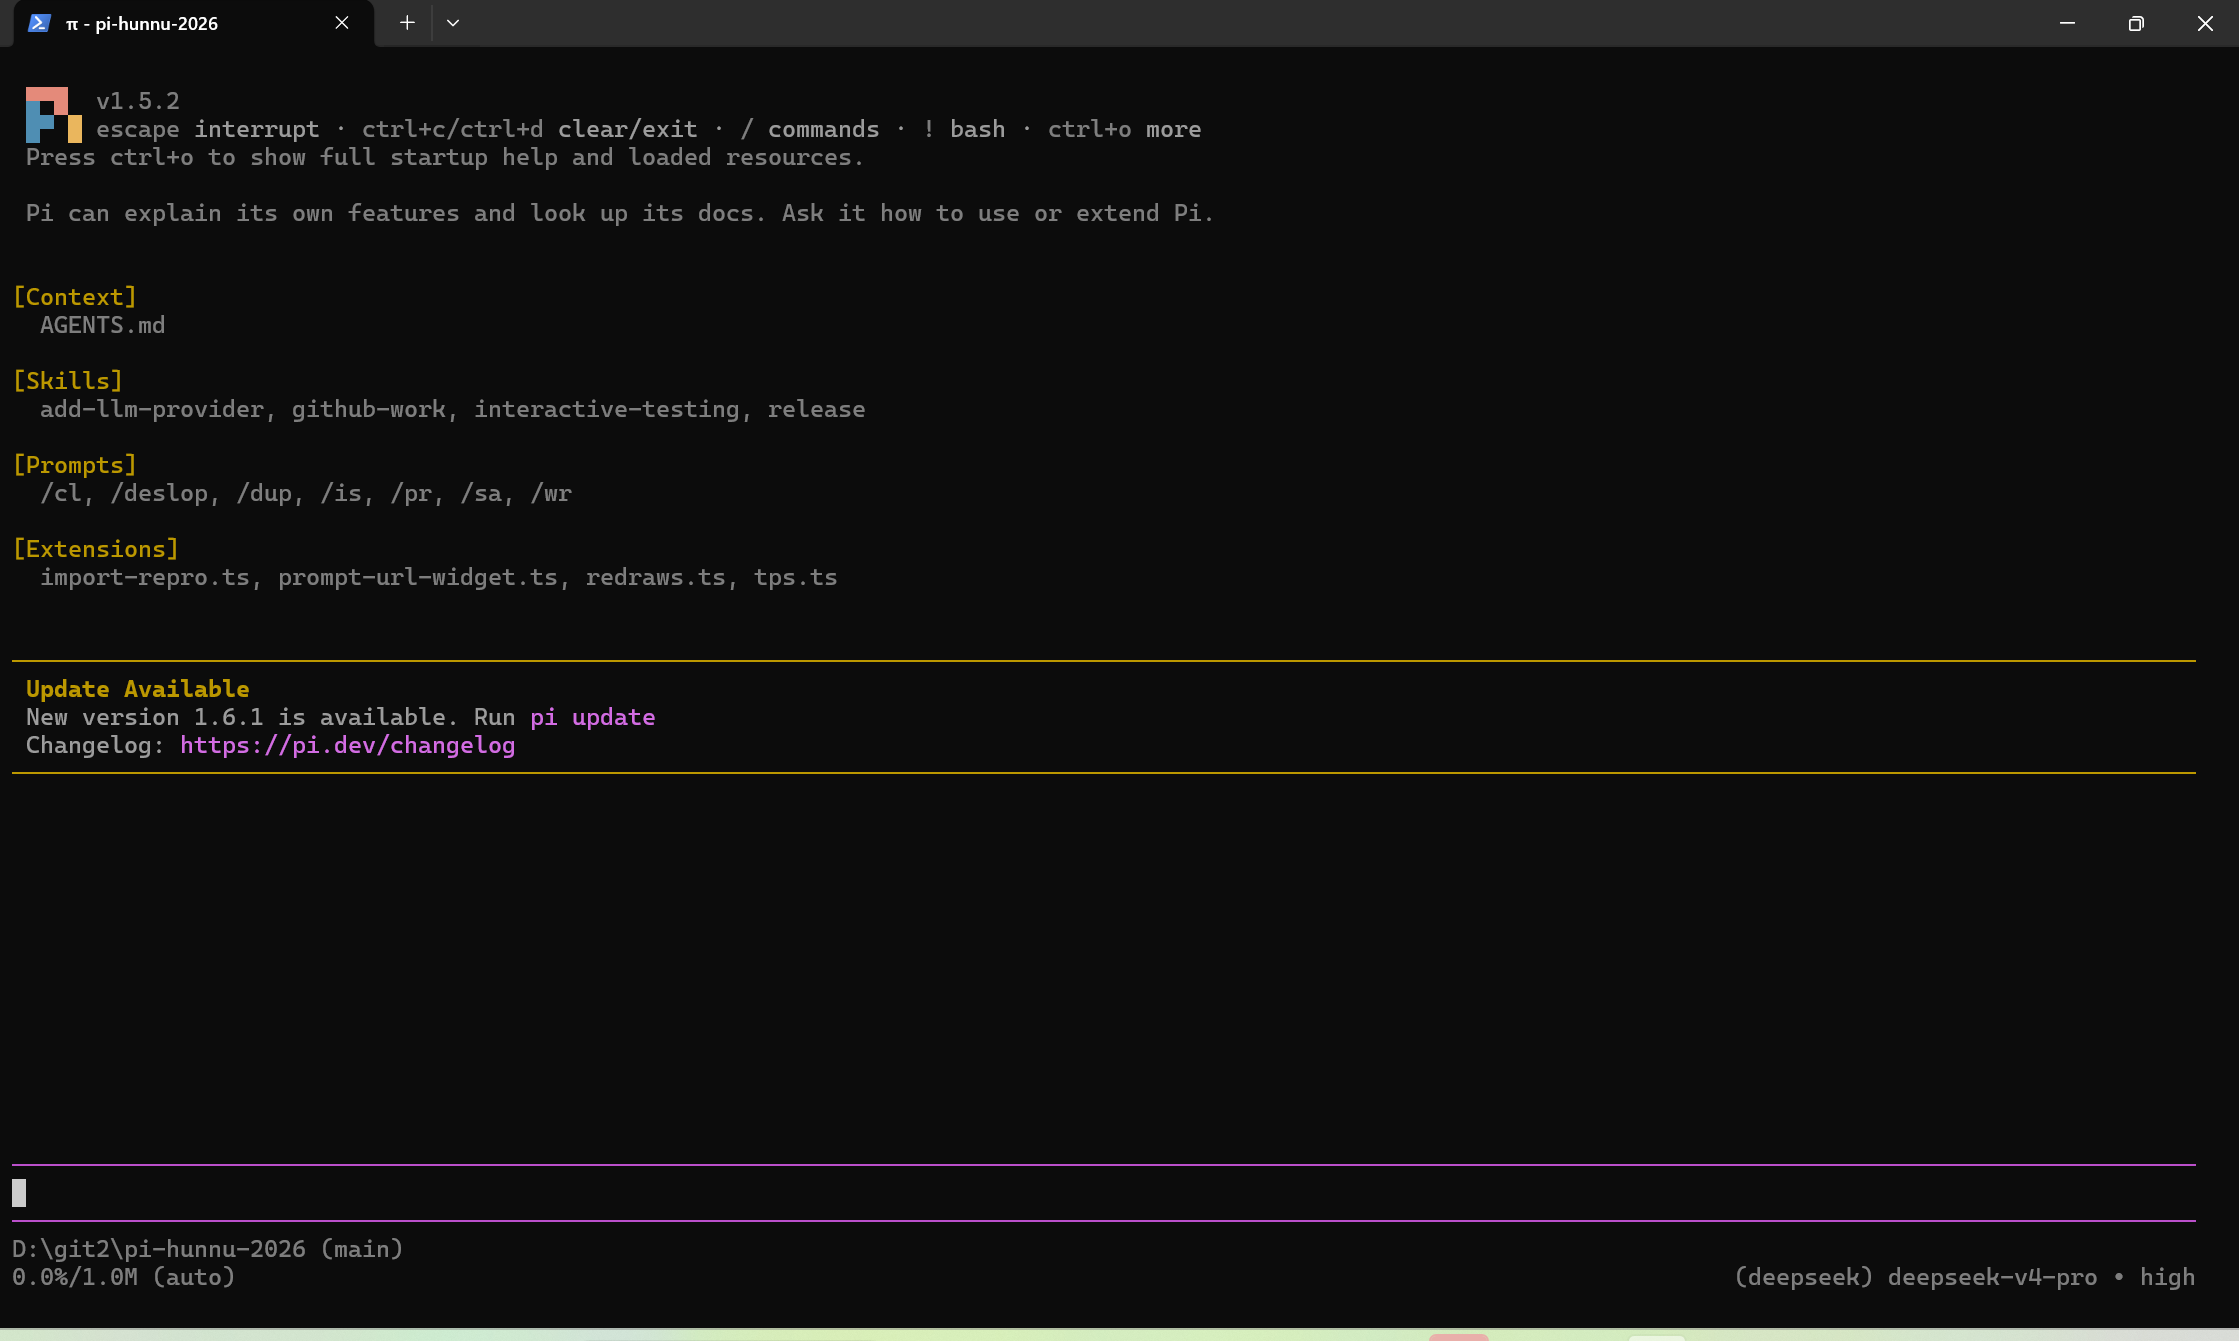 π - pi-hunnu-2026
v1.5.2
escape interrupt · ctrl+c/ctrl+d clear/exit · / commands · ! bash · ctrl+o more
Press ctrl+o to show full startup help and loaded resources.
Pi can explain its own features and look up its docs. Ask it how to use or extend Pi.
[Context]
AGENTS.md
[Skills]
add-llm-provider, github-work, interactive-testing, release
[Prompts]
/cl, /deslop, /dup, /is, /pr, /sa, /wr
[Extensions]
import-repro.ts, prompt-url-widget.ts, redraws.ts, tps.ts
Update Available
New version 1.6.1 is available. Run pi update
Changelog: https://pi.dev/changelog
D:\git2\pi-hunnu-2026 (main)
0.0%/1.0M (auto) (deepseek) deepseek-v4-pro • high